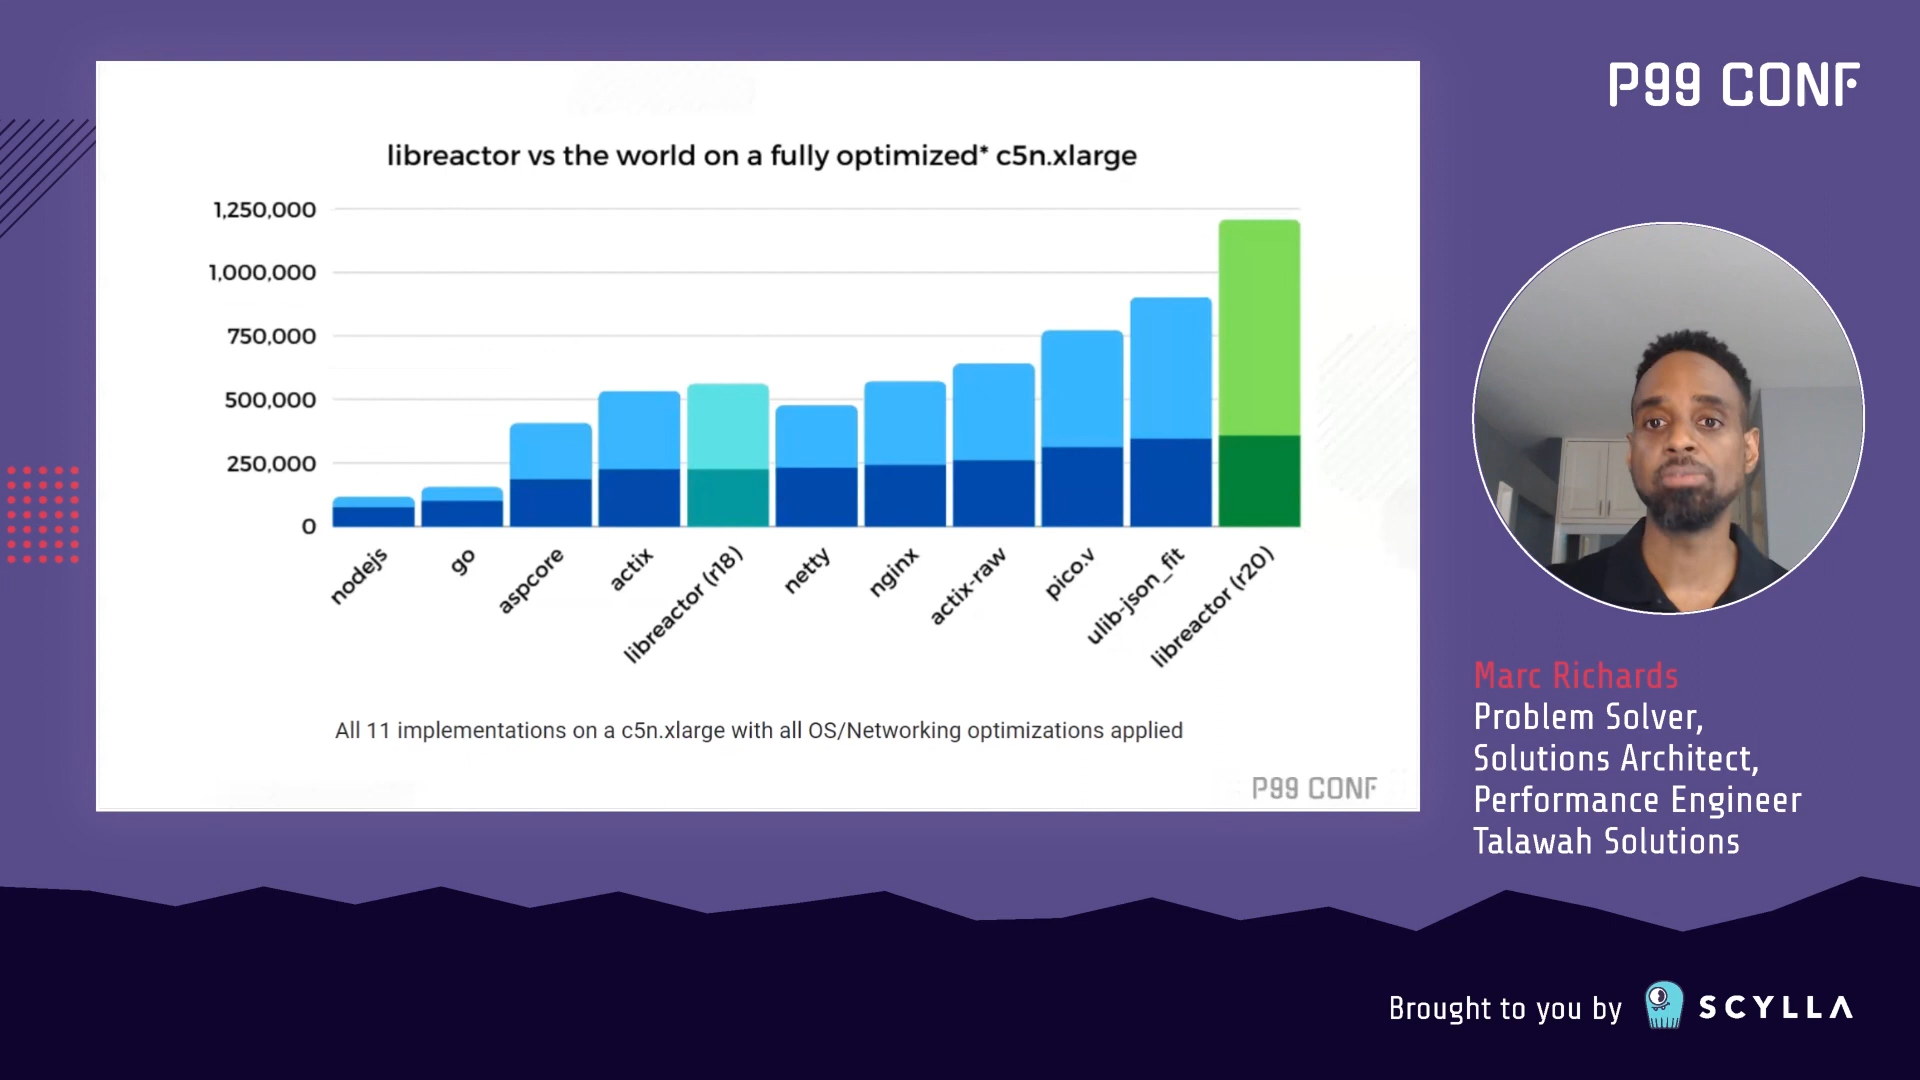 P99 CONF
libreactor vs the world on a fully optimized* c5n.xlarge
1,250,000
1,000,000
750,000
500,000
250,000
0
nodejs
go
aspcore
actix
libreactor (r18)
netty
nginx
actix-raw
pico.v
ulib-json_fit
libreactor (r20)
All 11 implementations on a c5n.xlarge with all OS/Networking optimizations applied
P99 CONF
Marc Richards
Problem Solver,
Solutions Architect,
Performance Engineer
Talawah Solutions
Brought to you by SCYLLA